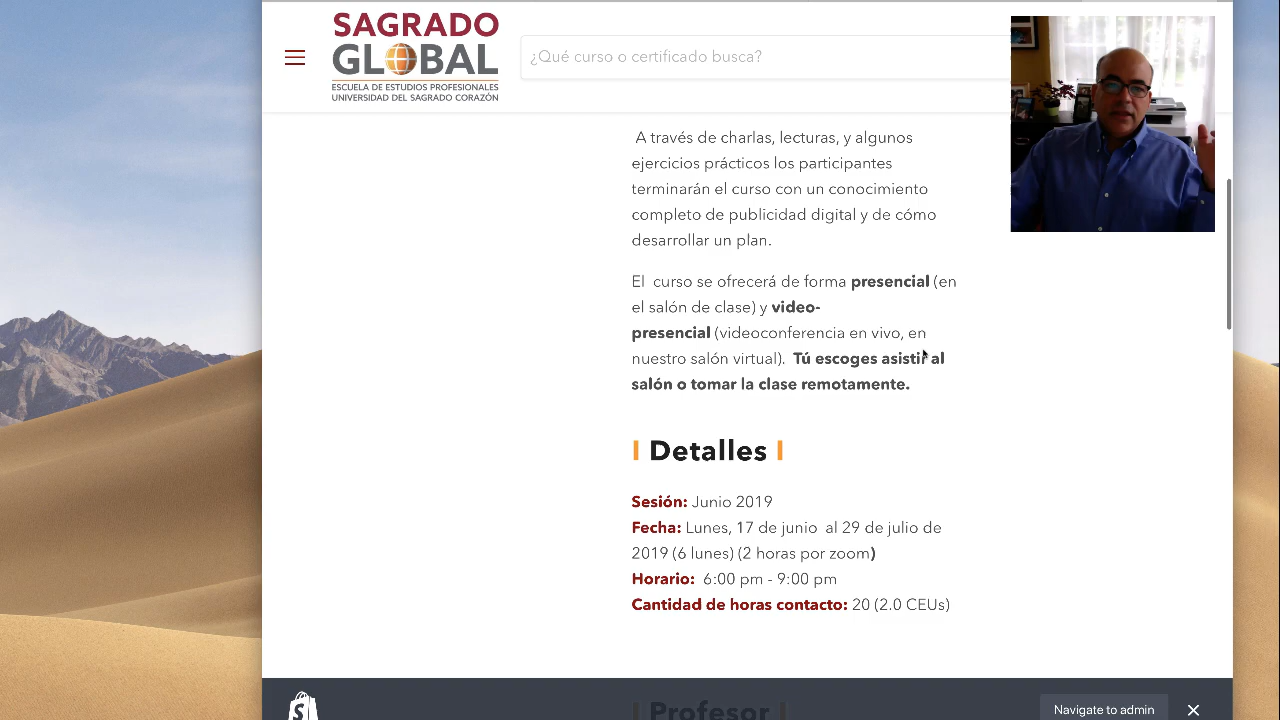 SAGRADO
GLOBAL
ESCUELA DE ESTUDIOS PROFESIONALES
UNIVERSIDAD DEL SAGRADO CORAZÓN
¿Qué curso o certificado busca?
A través de charlas, lecturas, y algunos
ejercicios prácticos los participantes
terminarán el curso con un conocimiento
completo de publicidad digital y de cómo
desarrollar un plan.
El curso se ofrecerá de forma presencial (en
el salón de clase) y video-
presencial (videoconferencia en vivo, en
nuestro salón virtual). Tú escoges asistir al
salón o tomar la clase remotamente.
| Detalles |
Sesión: Junio 2019
Fecha: Lunes, 17 de junio al 29 de julio de
2019 (6 lunes) (2 horas por zoom)
Horario: 6:00 pm - 9:00 pm
Cantidad de horas contacto: 20 (2.0 CEUs)
| Profesor |
S
Navigate to admin